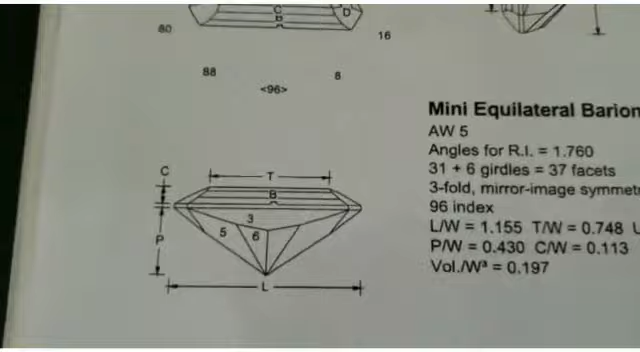 C
D
B
80
16
88
8
<96>
Mini Equilateral Barion
AW 5
Angles for R.I. = 1.760
31 + 6 girdles = 37 facets
3-fold, mirror-image
96 index
L/W = 1.155 T/W = 0.748
P/W = 0.430 C/W = 0.113
Vol./W³ = 0.197
C
T
B
3
5
6
P
L